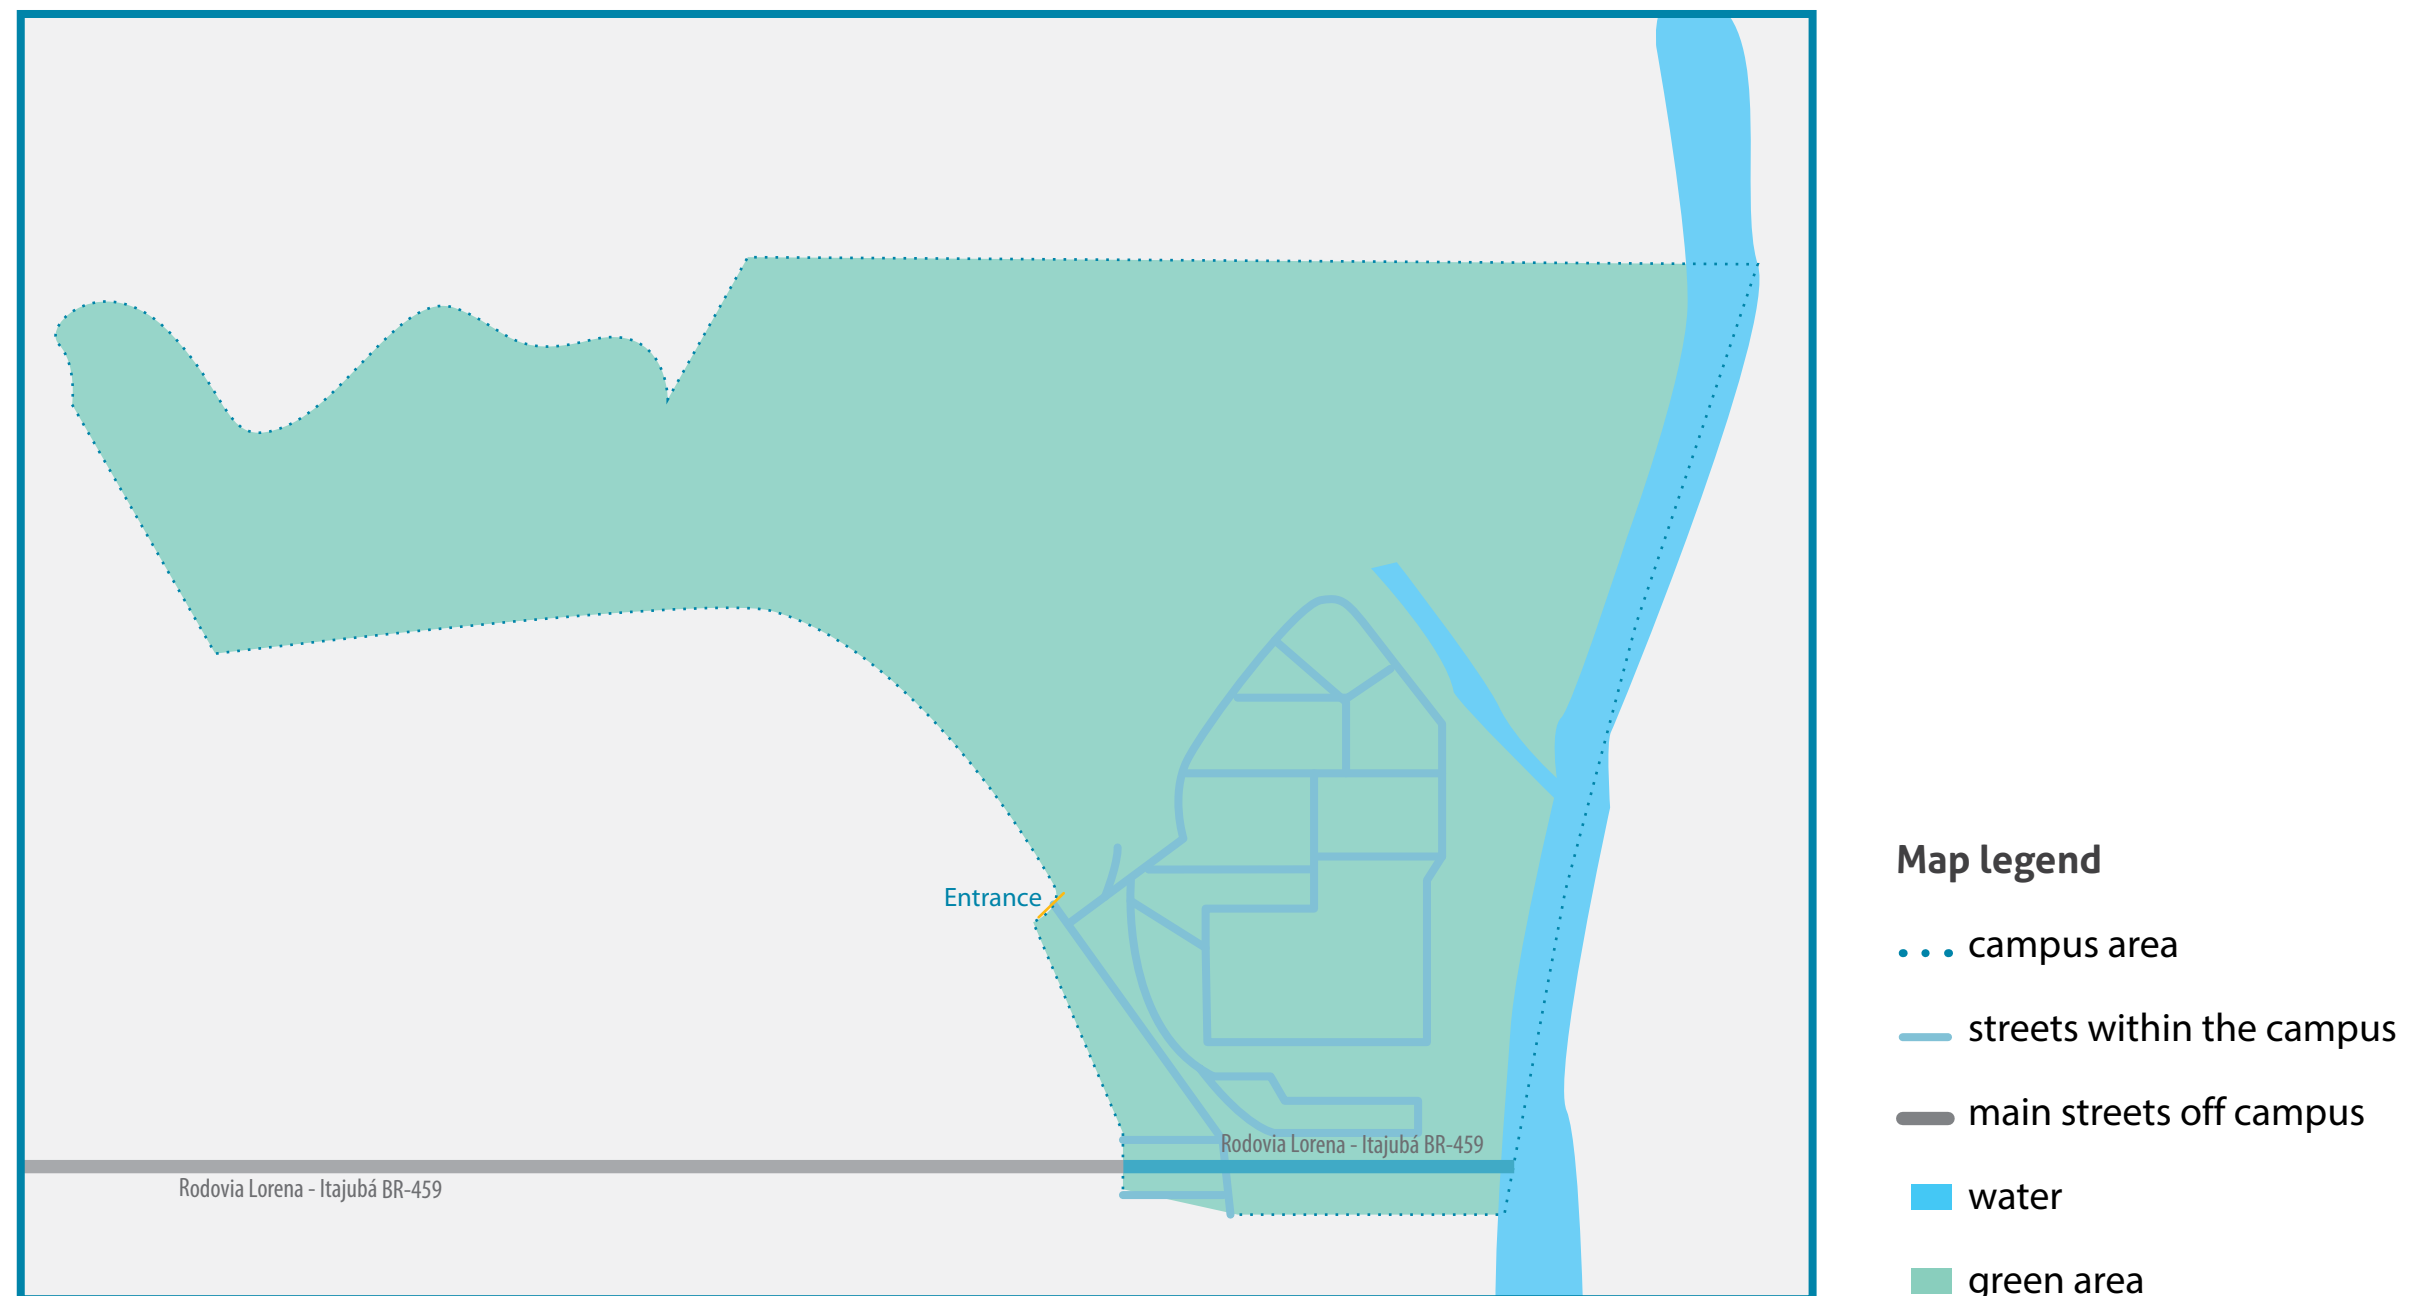 Entrance
Rodovia Lorena - Itajubá BR-459
Rodovia Lorena - Itajubá BR-459
Map legend
campus area
streets within the campus
main streets off campus
water
green area